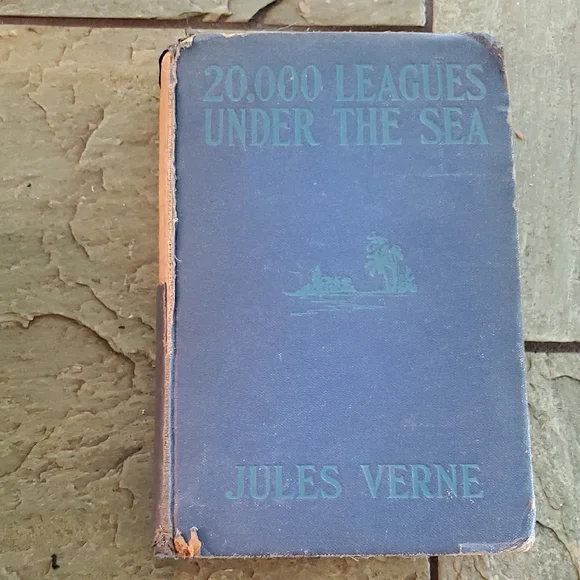 20,000 LEAGUES
UNDER THE SEA
JULES VERNE